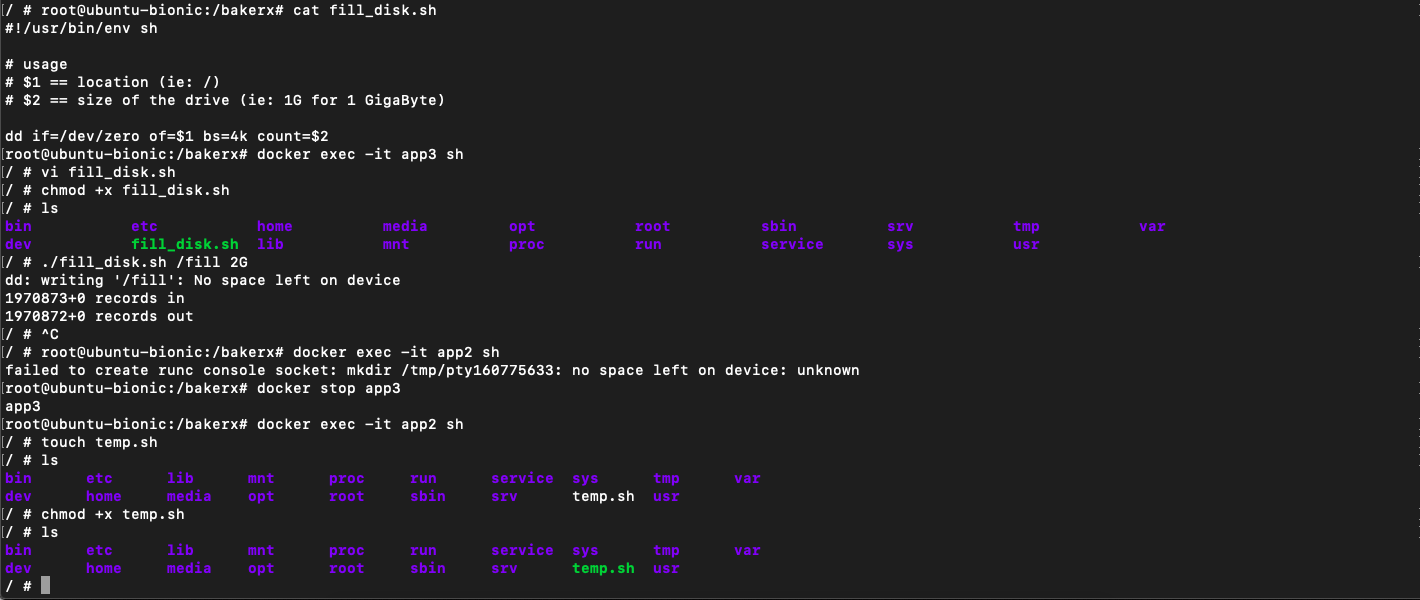 [/ # root@ubuntu-bionic:/bakerx# cat fill_disk.sh
#!/usr/bin/env sh

# usage
# $1 == location (ie: /)
# $2 == size of the drive (ie: 1G for 1 GigaByte)

dd if=/dev/zero of=$1 bs=4k count=$2
[root@ubuntu-bionic:/bakerx# docker exec -it app3 sh
[/ # vi fill_disk.sh
[/ # chmod +x fill_disk.sh
[/ # ls
bin etc home media opt root sbin srv tmp var
dev fill_disk.sh lib mnt proc run service sys usr
[/ # ./fill_disk.sh /fill 2G
dd: writing '/fill': No space left on device
1970873+0 records in
1970872+0 records out
[/ # ^C
[/ # root@ubuntu-bionic:/bakerx# docker exec -it app2 sh
failed to create runc console socket: mkdir /tmp/pty160775633: no space left on device: unknown
[root@ubuntu-bionic:/bakerx# docker stop app3
app3
[root@ubuntu-bionic:/bakerx# docker exec -it app2 sh
[/ # touch temp.sh
[/ # ls
bin etc lib mnt proc run service sys tmp var
dev home media opt root sbin srv temp.sh usr
[/ # chmod +x temp.sh
[/ # ls
bin etc lib mnt proc run service sys tmp var
dev home media opt root sbin srv temp.sh usr
/ #